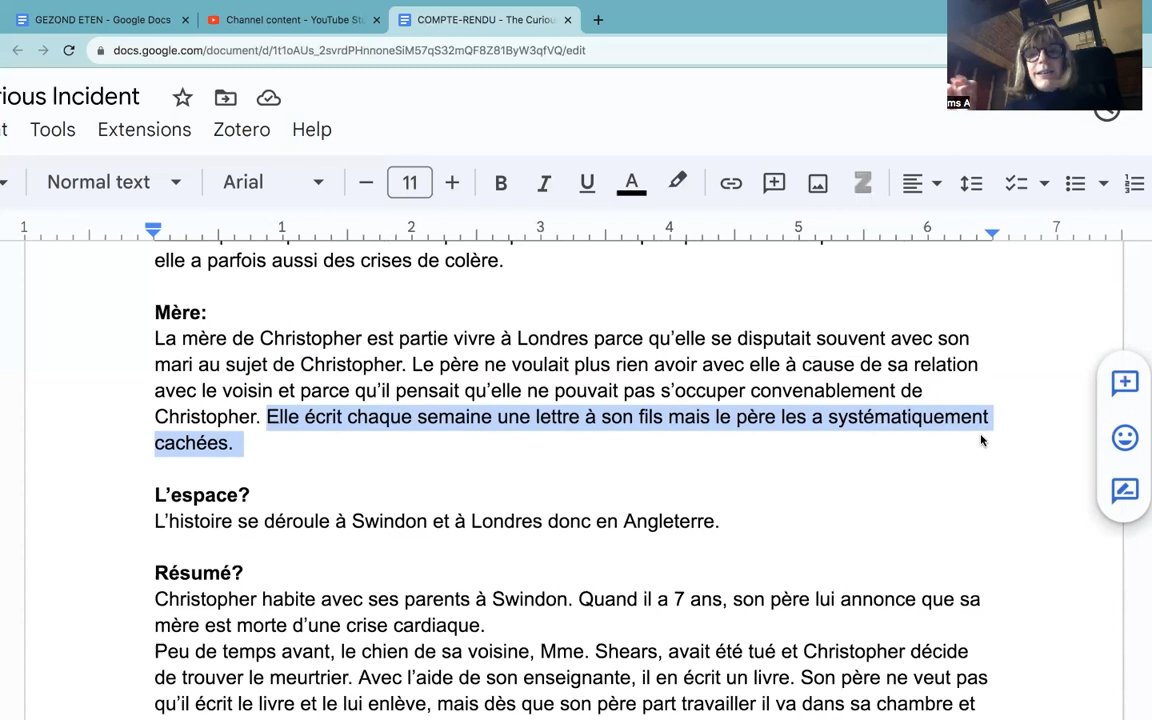 GEZOND ETEN - Google Docs
Channel content - YouTube St
COMPTE-RENDU - The Curiou
docs.google.com/document/d/1t1oAUs_2svrdPHnnoneSiM57qS32mQF8Z81ByW3qfVQ/edit
ms A
rious Incident
t Tools Extensions Zotero Help
Normal text Arial 11 B I U A Z
1 1 2 3 4 5 6 7
elle a parfois aussi des crises de colère.
Mère:
La mère de Christopher est partie vivre à Londres parce qu’elle se disputait souvent avec son
mari au sujet de Christopher. Le père ne voulait plus rien avoir avec elle à cause de sa relation
avec le voisin et parce qu’il pensait qu’elle ne pouvait pas s’occuper convenablement de
Christopher. Elle écrit chaque semaine une lettre à son fils mais le père les a systématiquement
cachées.
L’espace?
L’histoire se déroule à Swindon et à Londres donc en Angleterre.
Résumé?
Christopher habite avec ses parents à Swindon. Quand il a 7 ans, son père lui annonce que sa
mère est morte d’une crise cardiaque.
Peu de temps avant, le chien de sa voisine, Mme. Shears, avait été tué et Christopher décide
de trouver le meurtrier. Avec l’aide de son enseignante, il en écrit un livre. Son père ne veut pas
qu’il écrit le livre et le lui enlève, mais dès que son père part travailler il va dans sa chambre et